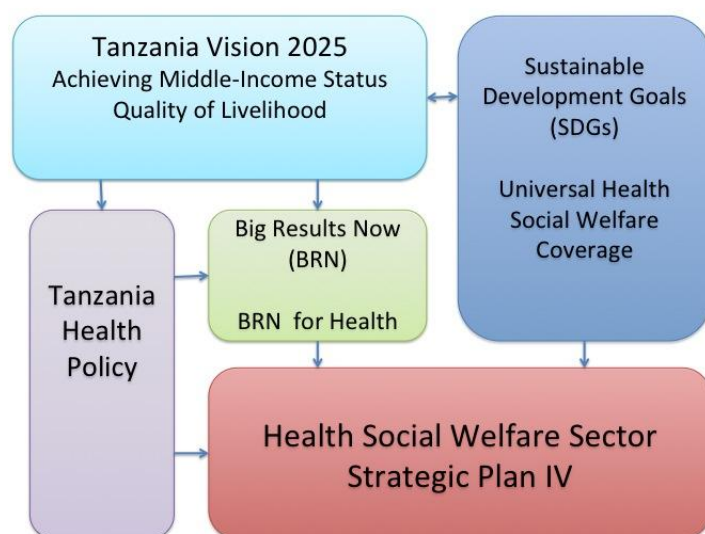 Tanzania Vision 2025
Achieving Middle-Income Status
Quality of Livelihood
Sustainable
Development Goals
(SDGs)
Universal Health
Social Welfare
Coverage
Tanzania
Health
Policy
Big Results Now
(BRN)
BRN for Health
Health Social Welfare Sector
Strategic Plan IV